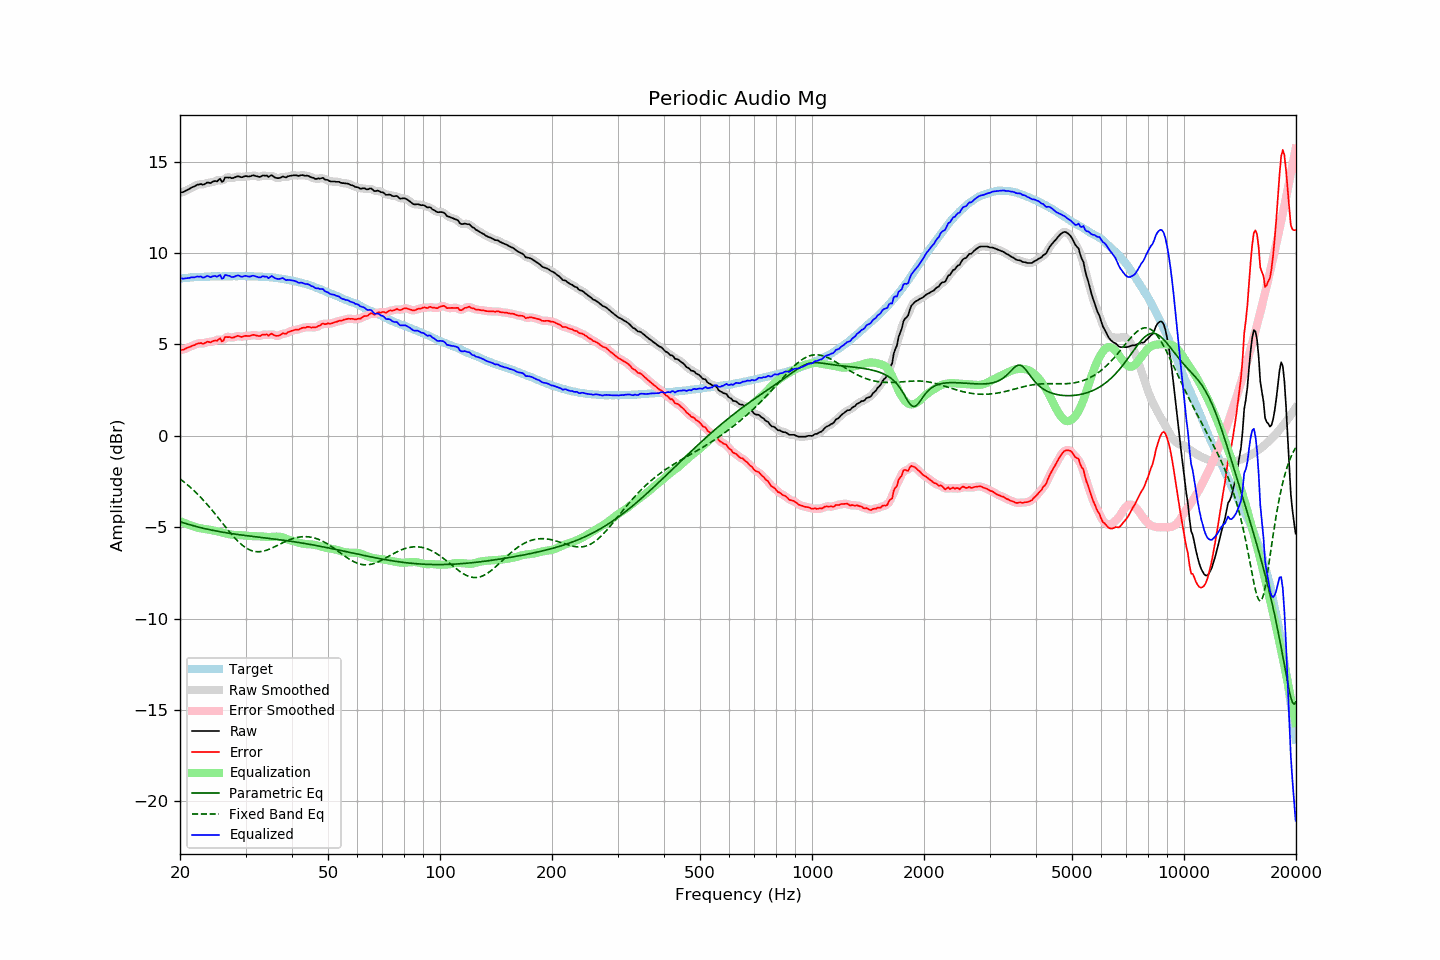 Periodic Audio Mg
Amplitude (dBr)
15
10
5
0
−5
−10
−15
−20
Target
Raw Smoothed
Error Smoothed
Raw
Error
Equalization
Parametric Eq
Fixed Band Eq
Equalized
20 50 100 200 500 1000 2000 5000 10000 20000
Frequency (Hz)